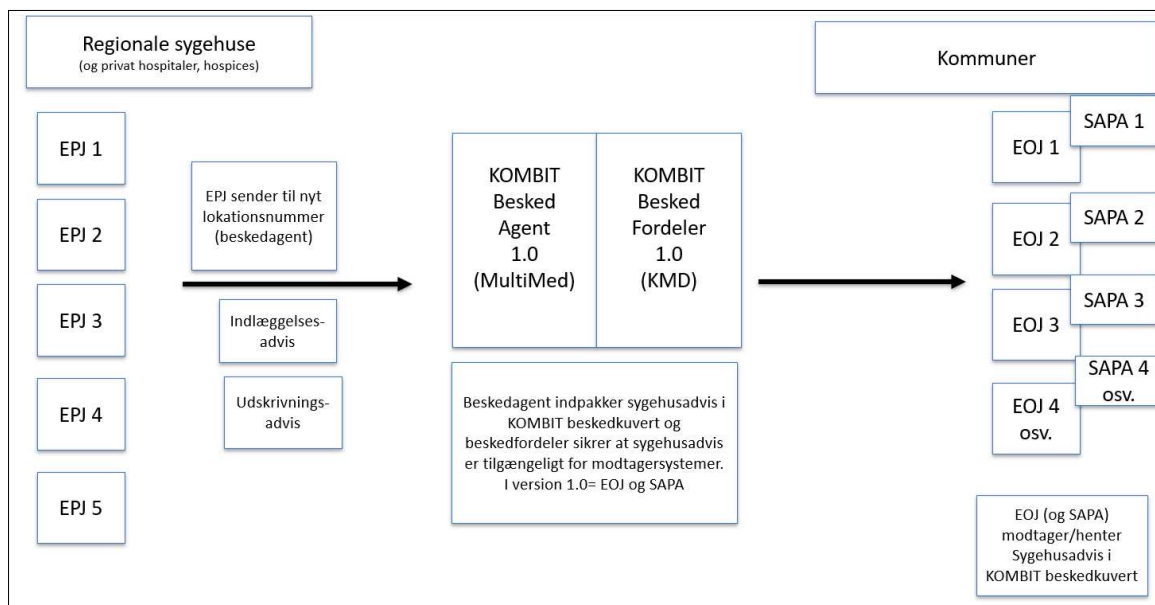 Regionale sygehuse
(og privat hospitaler, hospices)
EPJ 1
EPJ 2
EPJ 3
EPJ 4
EPJ 5
EPJ sender til nyt
lokationsnummer
(beskedagent)
Indlæggelses-
advis
Udskrivnings-
advis
KOMBIT
Besked
Agent
1.0
(MultiMed)
KOMBIT
Besked
Fordeler
1.0
(KMD)
Beskedagent indpakker sygehusadvis i
KOMBIT beskedkuvert og
beskedfordeler sikrer at sygehusadvis
er tilgængeligt for modtagersystemer.
I version 1.0= EOJ og SAPA
Kommuner
EOJ 1
SAPA 1
EOJ 2
SAPA 2
EOJ 3
SAPA 3
EOJ 4
osv.
SAPA 4
osv.
EOJ (og SAPA)
modtager/henter
Sygehusadvis i
KOMBIT beskedkuvert